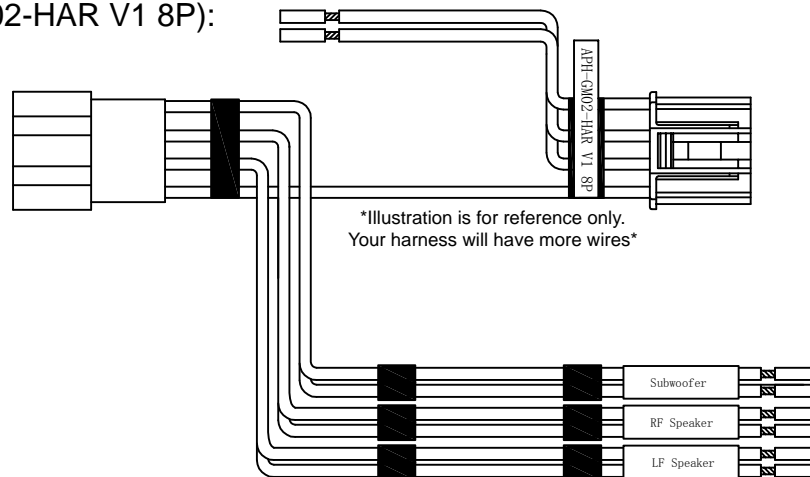 02-HAR V1 8P):
APH-GM02-HAR V1 8P
*Illustration is for reference only.
Your harness will have more wires*
Subwoofer
RF Speaker
LF Speaker